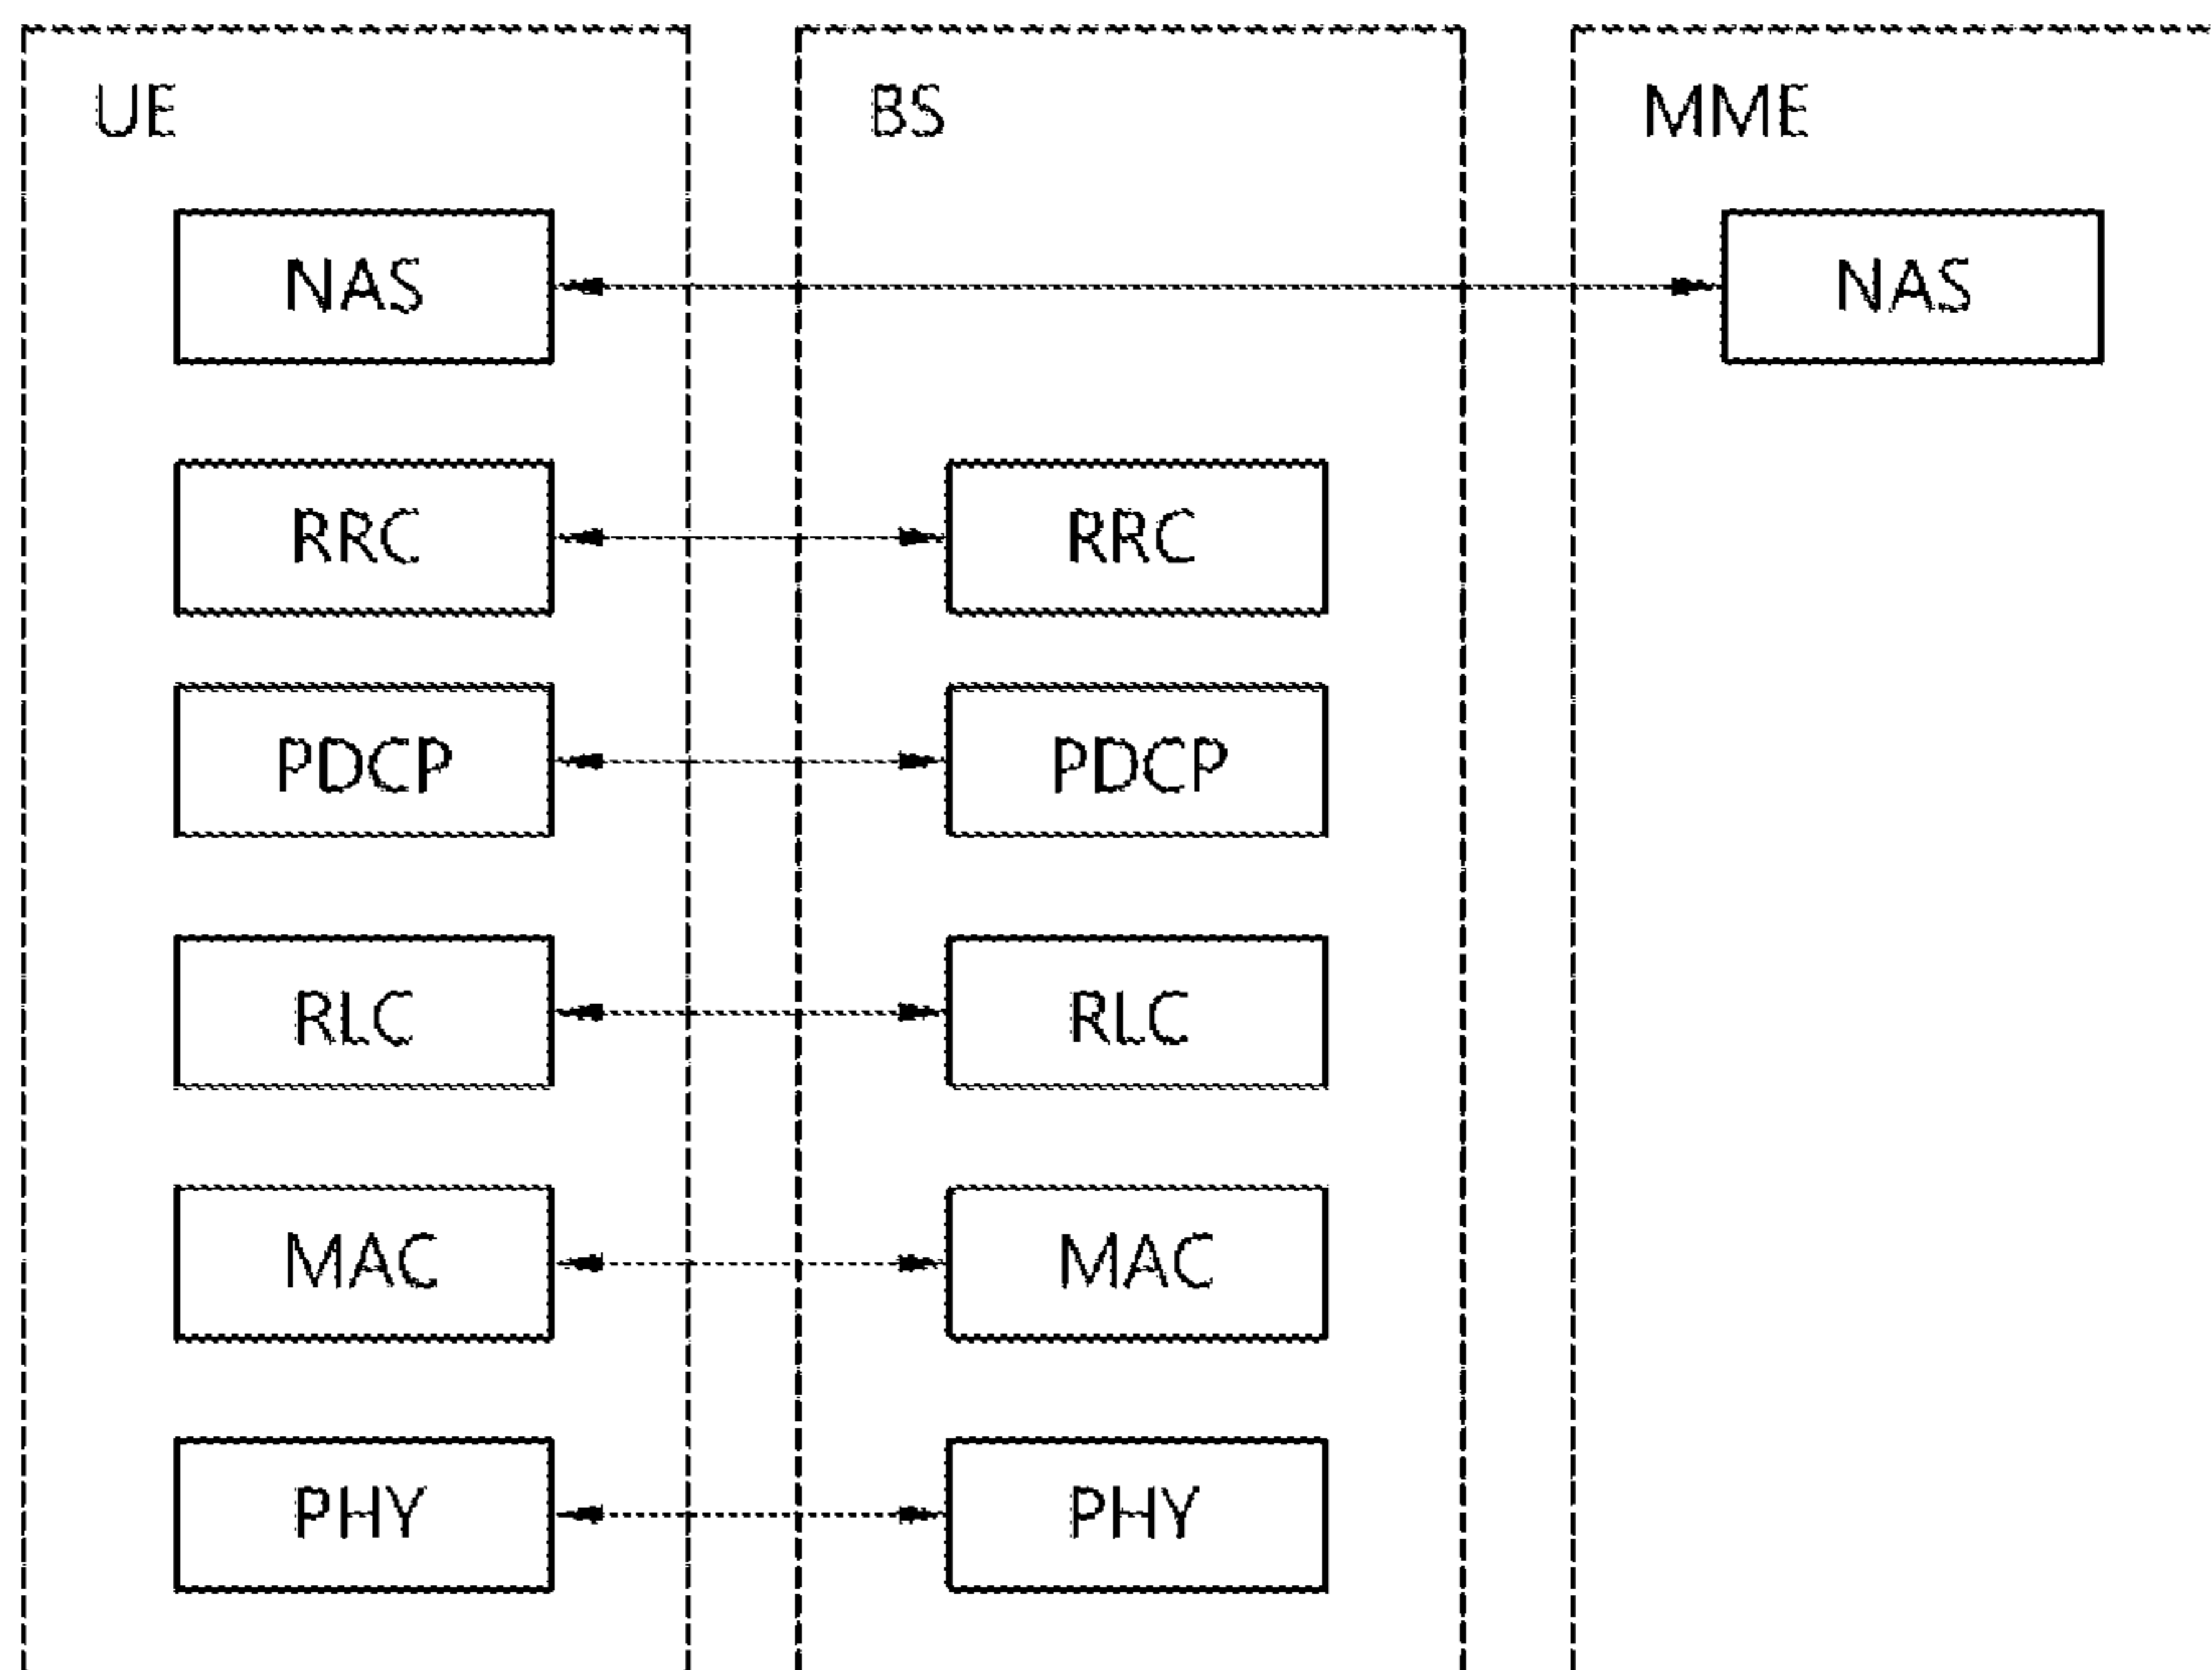 UE BS MME
NAS NAS
RRC RRC
PDCP PDCP
RLC RLC
MAC MAC
PHY PHY